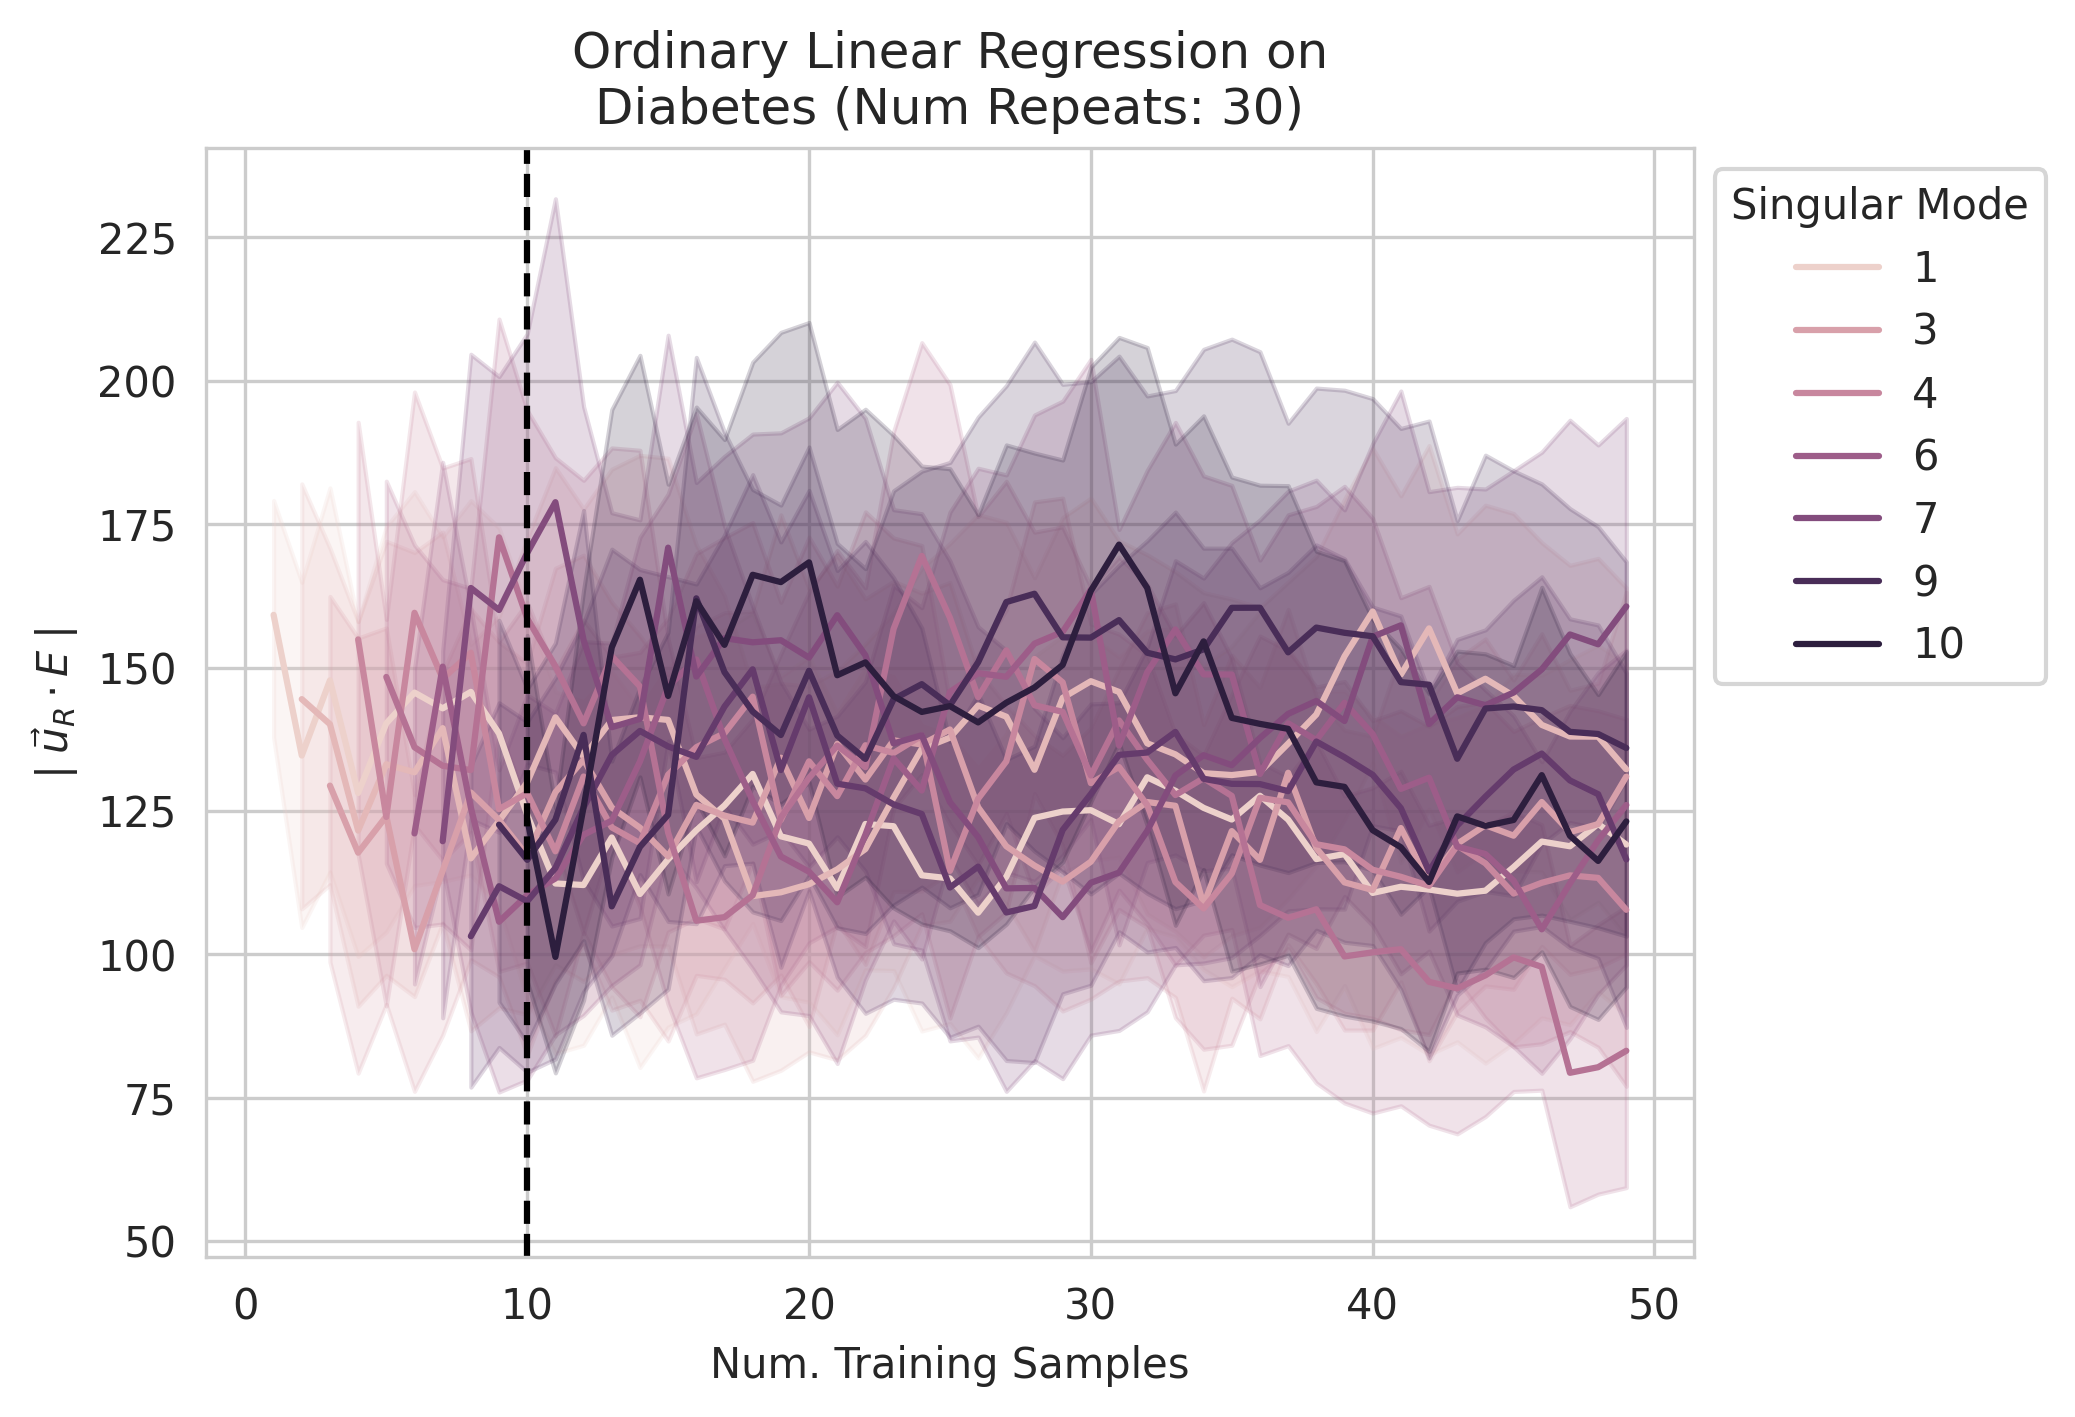 Ordinary Linear Regression on
Diabetes (Num Repeats: 30)
| u⃗_R · E |
225
200
175
150
125
100
75
50
0 10 20 30 40 50
Num. Training Samples
Singular Mode
1
3
4
6
7
9
10